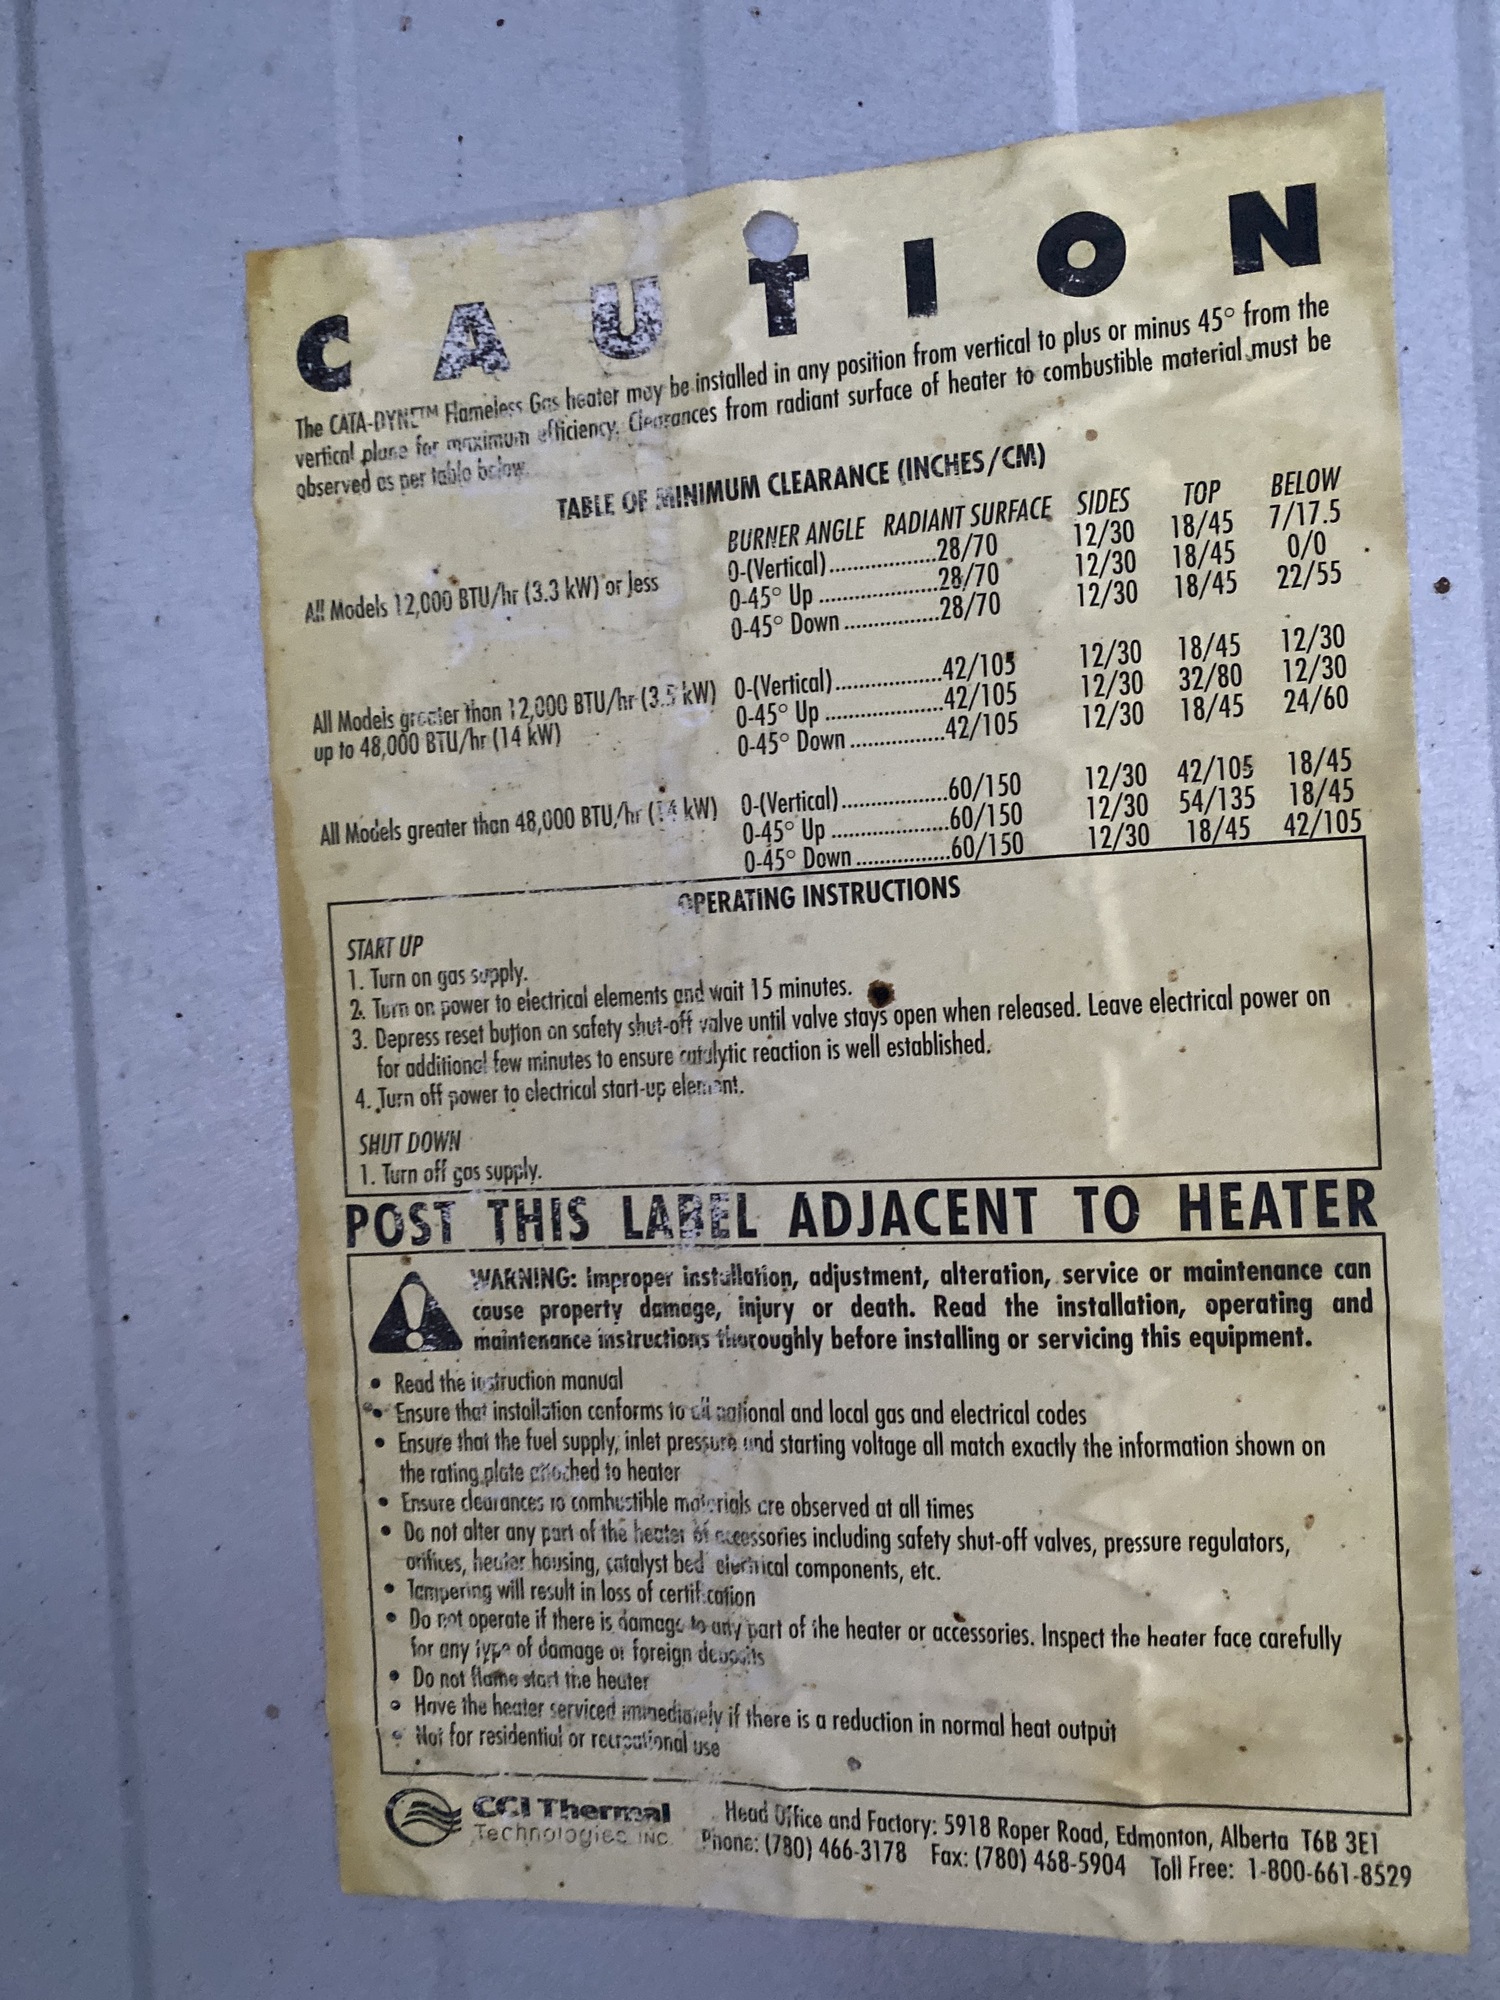 CAUTION
The CATA-DYNE™ Flameless Gas heater may be installed in any position from vertical to plus or minus 45° from the
vertical plane for maximum efficiency. Clearances from radiant surface of heater to combustible material must be
observed as per table below.
TABLE OF MINIMUM CLEARANCE (INCHES/CM)
BURNER ANGLE RADIANT SURFACE SIDES TOP BELOW
All Models 12,000 BTU/hr (3.3 kW) or less
0-(Vertical)..................28/70 12/30 18/45 7/17.5
0-45° Up ....................28/70 12/30 18/45 0/0
0-45° Down ................28/70 12/30 18/45 22/55
All Models greater than 12,000 BTU/hr (3.5 kW)
up to 48,000 BTU/hr (14 kW)
0-(Vertical)..................42/105 12/30 18/45 12/30
0-45° Up ....................42/105 12/30 32/80 12/30
0-45° Down ................42/105 12/30 18/45 24/60
All Models greater than 48,000 BTU/hr (14 kW)
0-(Vertical)..................60/150 12/30 42/105 18/45
0-45° Up ....................60/150 12/30 54/135 18/45
0-45° Down ................60/150 12/30 18/45 42/105
OPERATING INSTRUCTIONS
START UP
1. Turn on gas supply.
2. Turn on power to electrical elements and wait 15 minutes.
3. Depress reset button on safety shut-off valve until valve stays open when released. Leave electrical power on
for additional few minutes to ensure catalytic reaction is well established.
4. Turn off power to electrical start-up element.
SHUT DOWN
1. Turn off gas supply.
POST THIS LABEL ADJACENT TO HEATER
WARNING: Improper installation, adjustment, alteration, service or maintenance can
cause property damage, injury or death. Read the installation, operating and
maintenance instructions thoroughly before installing or servicing this equipment.
• Read the instruction manual
• Ensure that installation conforms to all national and local gas and electrical codes
• Ensure that the fuel supply, inlet pressure and starting voltage all match exactly the information shown on
the rating plate attached to heater
• Ensure clearances to combustible materials are observed at all times
• Do not alter any part of the heater or accessories including safety shut-off valves, pressure regulators,
orifices, heater housing, catalyst bed electrical components, etc.
• Tampering will result in loss of certification
• Do not operate if there is damage to any part of the heater or accessories. Inspect the heater face carefully
for any type of damage or foreign deposits
• Do not flame start the heater
• Have the heater serviced immediately if there is a reduction in normal heat output
• Not for residential or recreational use
CCI Thermal
Technologies INC.
Head Office and Factory: 5918 Roper Road, Edmonton, Alberta T6B 3E1
Phone: (780) 466-3178 Fax: (780) 468-5904 Toll Free: 1-800-661-8529